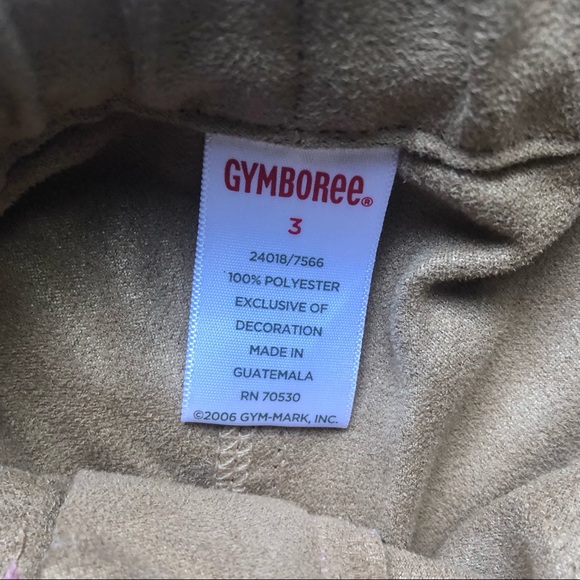 GYMBOREE®
3
24018/7566
100% POLYESTER
EXCLUSIVE OF
DECORATION
MADE IN
GUATEMALA
RN 70530
©2006 GYM-MARK, INC.